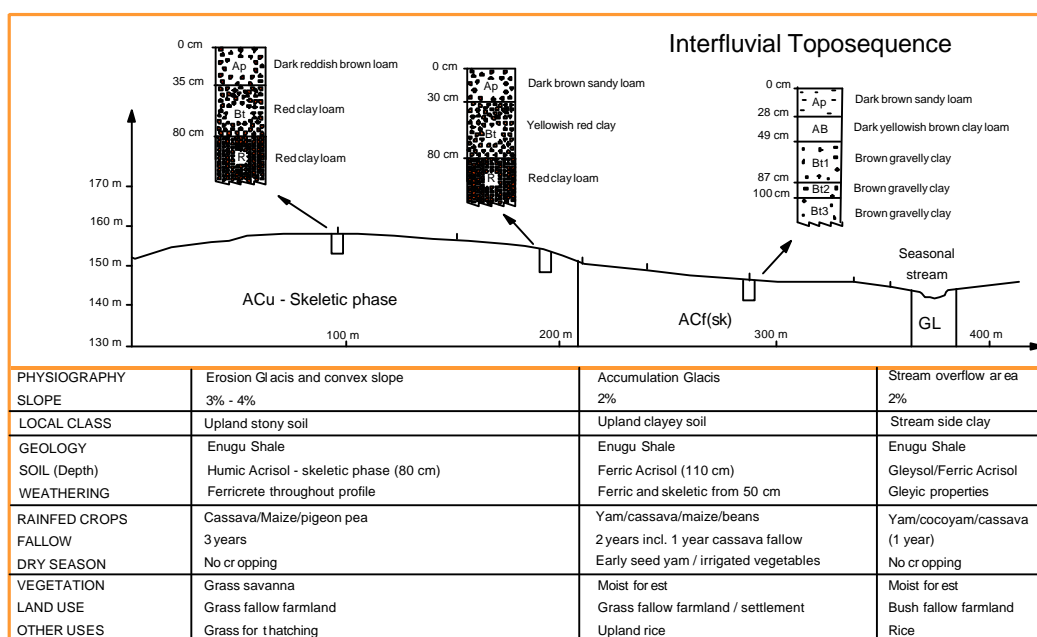 Interfluvial Toposequence
0 cm
Ap
Dark reddish brown loam
35 cm
Bt
Red clay loam
80 cm
R
Red clay loam
0 cm
Ap
Dark brown sandy loam
30 cm
Bt
Yellowish red clay
80 cm
R
Red clay loam
0 cm
Ap
Dark brown sandy loam
28 cm
AB
Dark yellowish brown clay loam
49 cm
Bt1
Brown gravelly clay
87 cm
Bt2
Brown gravelly clay
100 cm
Bt3
Brown gravelly clay
170 m
160 m
150 m
140 m
130 m
ACu - Skeletic phase
ACf(sk)
Seasonal
stream
GL
100 m
200 m
300 m
400 m
PHYSIOGRAPHY Erosion Glacis and convex slope Accumulation Glacis Stream overflow area
SLOPE 3% - 4% 2% 2%
LOCAL CLASS Upland stony soil Upland clayey soil Stream side clay
GEOLOGY Enugu Shale Enugu Shale Enugu Shale
SOIL (Depth) Humic Acrisol - skeletic phase (80 cm) Ferric Acrisol (110 cm) Gleysol/Ferric Acrisol
WEATHERING Ferricrete throughout profile Ferric and skeletic from 50 cm Gleyic properties
RAINFED CROPS Cassava/Maize/pigeon pea Yam/cassava/maize/beans Yam/cocoyam/cassava
FALLOW 3 years 2 years incl. 1 year cassava fallow (1 year)
DRY SEASON No cropping Early seed yam / irrigated vegetables No cropping
VEGETATION Grass savanna Moist forest Moist forest
LAND USE Grass fallow farmland Grass fallow farmland / settlement Bush fallow farmland
OTHER USES Grass for thatching Upland rice Rice